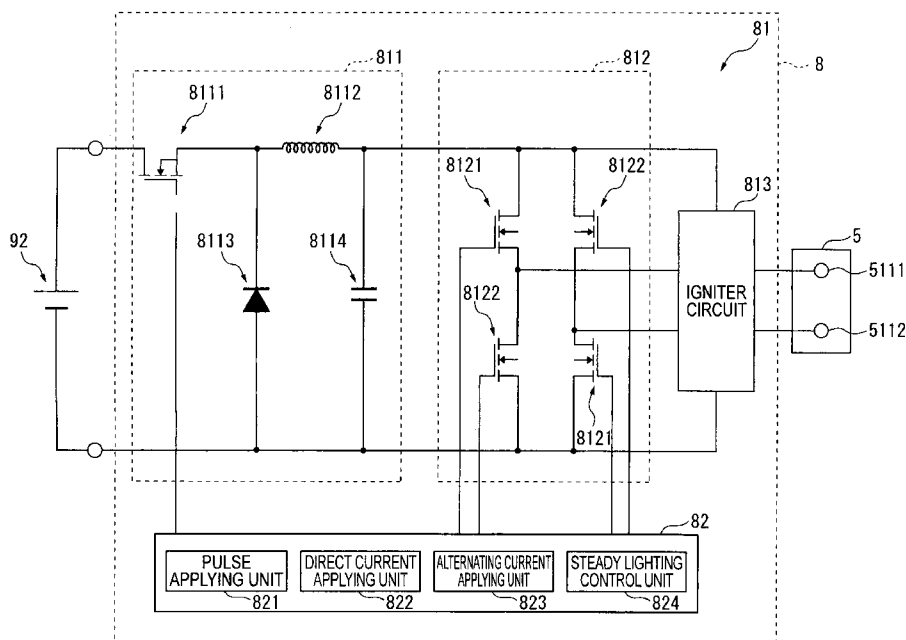 81
811
812
8
8111
8112
8121
8122
813
92
8113
8114
8122
5
5111
IGNITER
CIRCUIT
5112
8121
82
PULSE
APPLYING UNIT
DIRECT CURRENT
APPLYING UNIT
ALTERNATING CURRENT
APPLYING UNIT
STEADY LIGHTING
CONTROL UNIT
821
822
823
824